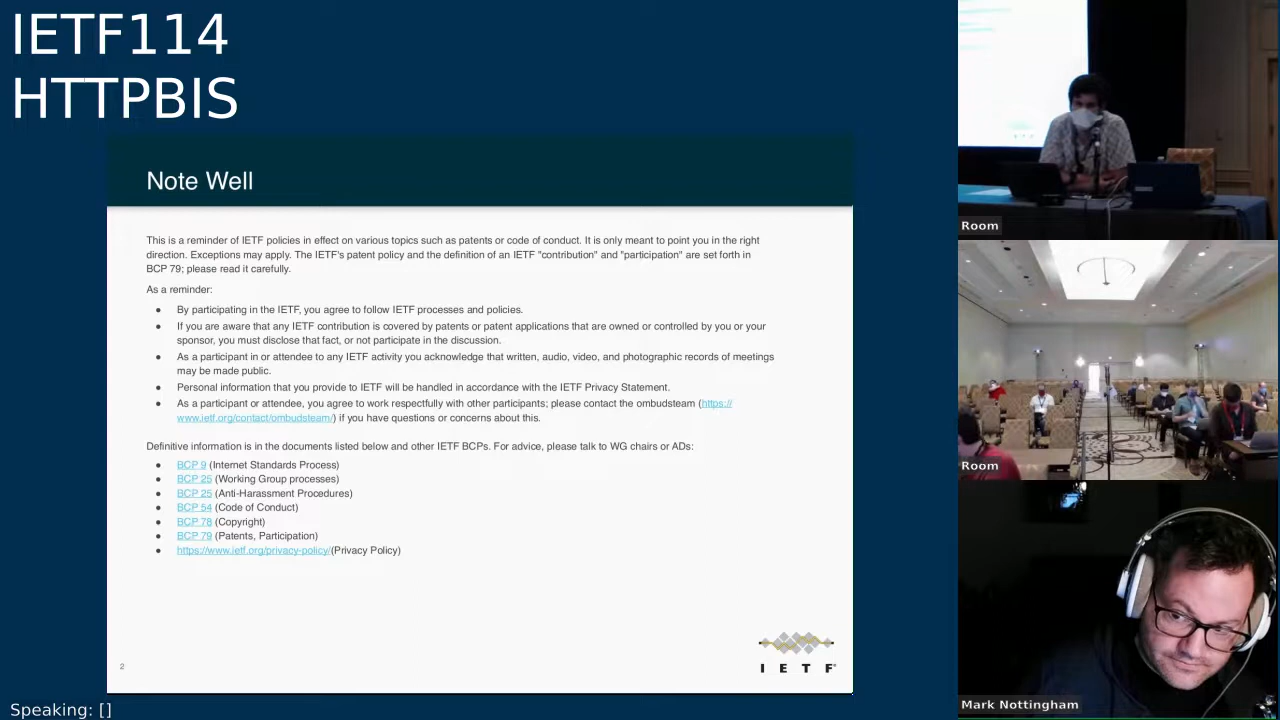 IETF114
HTTPBIS
Note Well
This is a reminder of IETF policies in effect on various topics such as patents or code of conduct. It is only meant to point you in the right
direction. Exceptions may apply. The IETF's patent policy and the definition of an IETF "contribution" and "participation" are set forth in
BCP 79; please read it carefully.
As a reminder:
● By participating in the IETF, you agree to follow IETF processes and policies.
● If you are aware that any IETF contribution is covered by patents or patent applications that are owned or controlled by you or your
sponsor, you must disclose that fact, or not participate in the discussion.
● As a participant in or attendee to any IETF activity you acknowledge that written, audio, video, and photographic records of meetings
may be made public.
● Personal information that you provide to IETF will be handled in accordance with the IETF Privacy Statement.
● As a participant or attendee, you agree to work respectfully with other participants; please contact the ombudsteam (https://
www.ietf.org/contact/ombudsteam/) if you have questions or concerns about this.
Definitive information is in the documents listed below and other IETF BCPs. For advice, please talk to WG chairs or ADs:
● BCP 9 (Internet Standards Process)
● BCP 25 (Working Group processes)
● BCP 25 (Anti-Harassment Procedures)
● BCP 54 (Code of Conduct)
● BCP 78 (Copyright)
● BCP 79 (Patents, Participation)
● https://www.ietf.org/privacy-policy/(Privacy Policy)
2
I E T F®
Speaking: []
Room
Room
Mark Nottingham